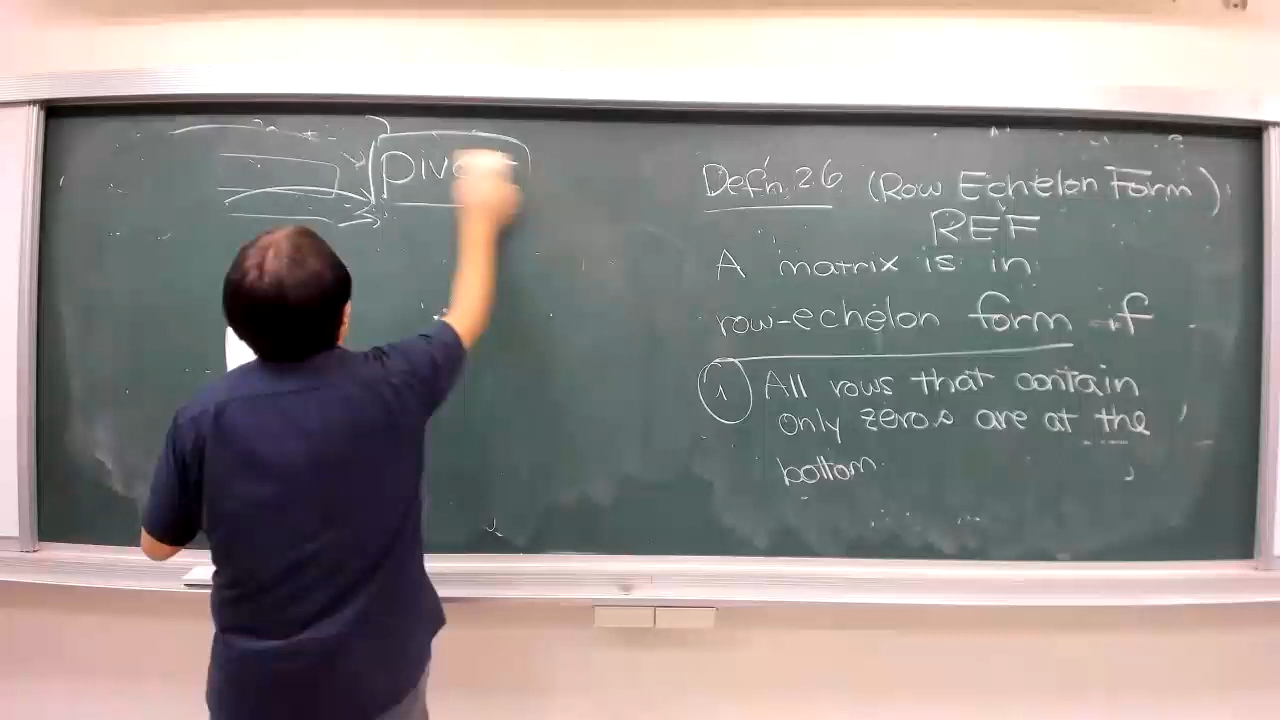 Def'n 2.6 (Row Echelon Form)
REF
A matrix is in
row-echelon form if
1 All rows that contain
only zeros are at the
bottom.